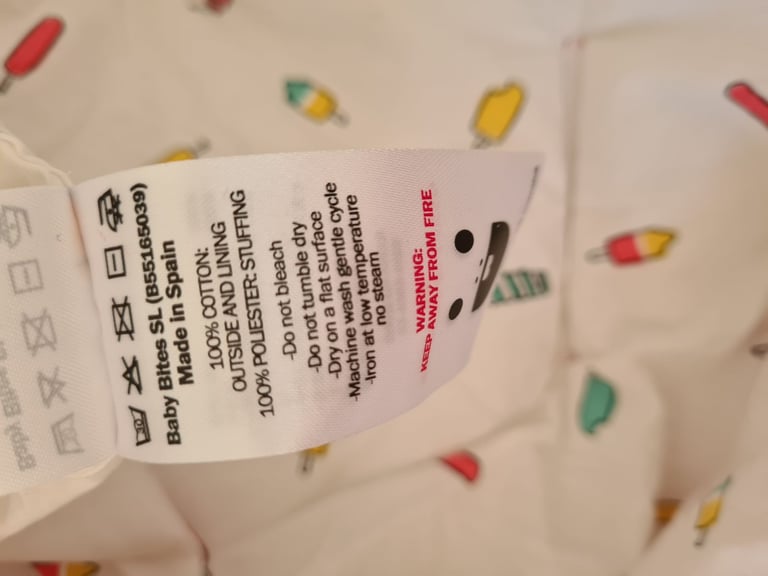 Baby Bites SL (B55165039)
Made in Spain
100% COTTON:
OUTSIDE AND LINING
100% POLIESTER: STUFFING
-Do not bleach
-Do not tumble dry
-Dry on a flat surface
-Machine wash gentle cycle
-Iron at low temperature
no steam
WARNING:
KEEP AWAY FROM FIRE